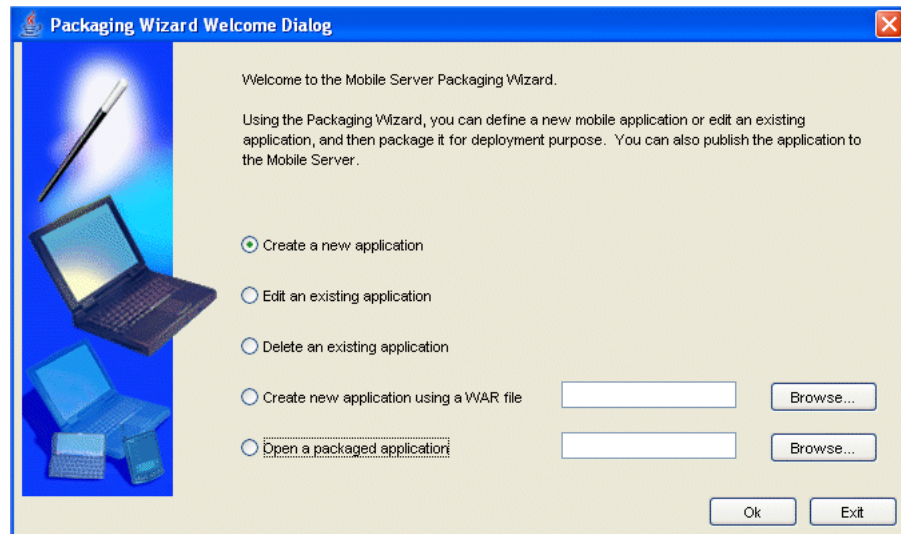 Packaging Wizard Welcome Dialog
Welcome to the Mobile Server Packaging Wizard.
Using the Packaging Wizard, you can define a new mobile application or edit an existing
application, and then package it for deployment purpose. You can also publish the application to
the Mobile Server.
Create a new application
Edit an existing application
Delete an existing application
Create new application using a WAR file Browse...
Open a packaged application Browse...
Ok Exit